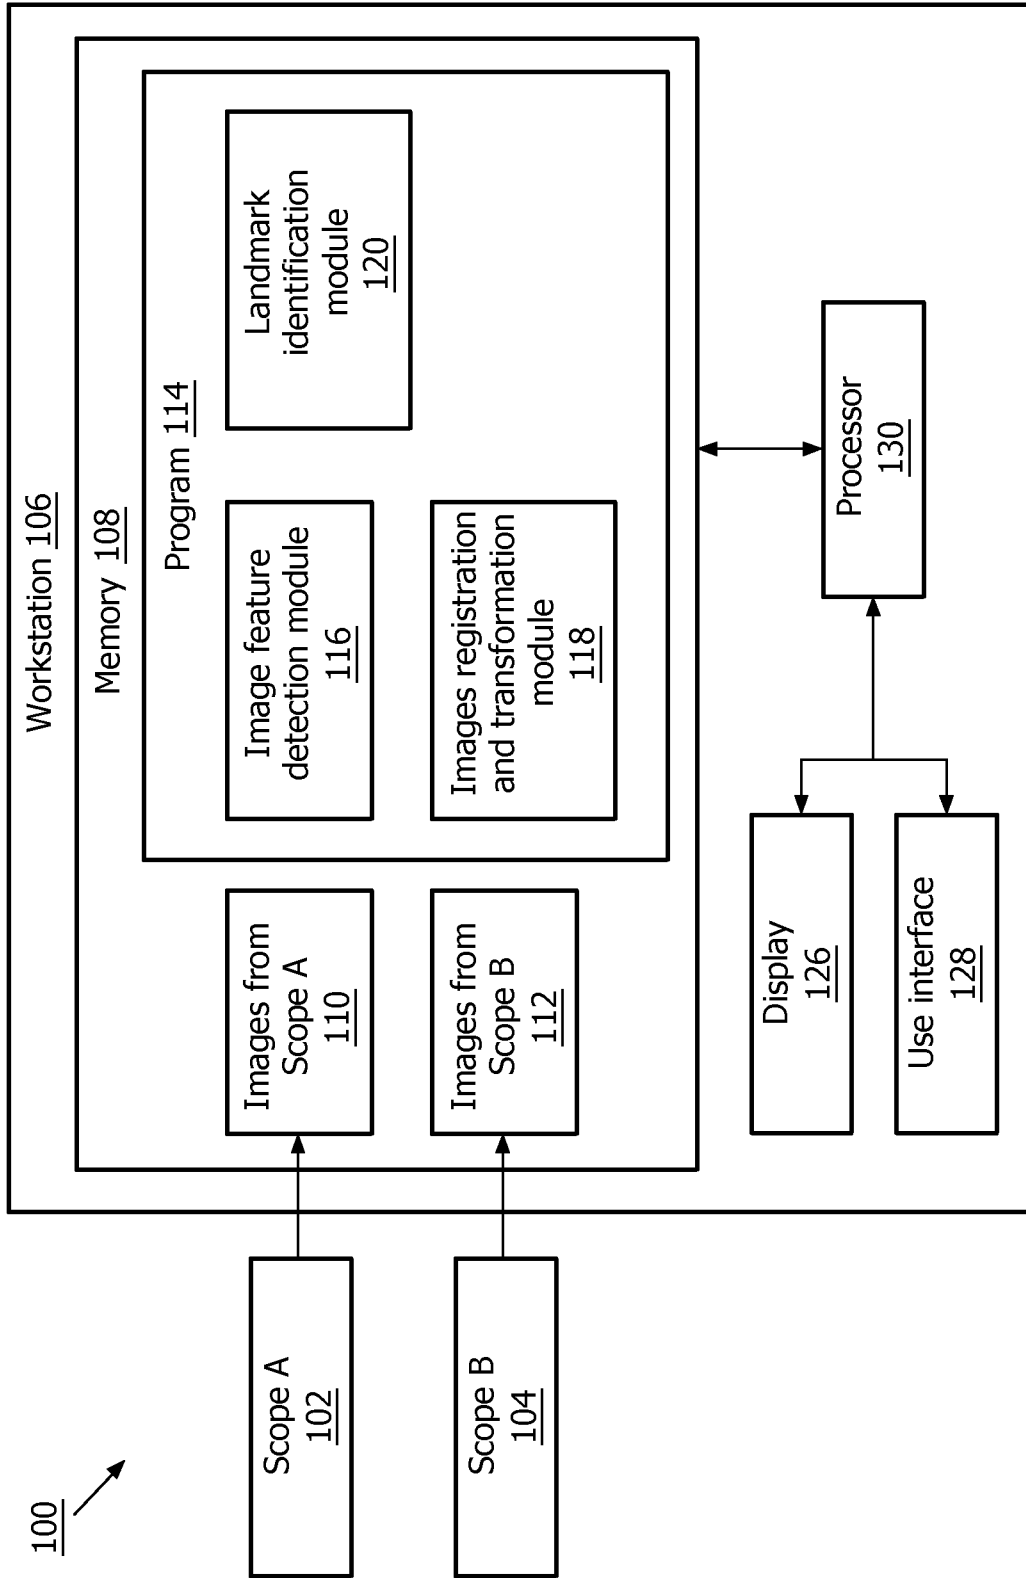 100
Workstation 106
Memory 108
Program 114
Scope A
102
Scope B
104
Images from
Scope A
110
Images from
Scope B
112
Image feature
detection module
116
Images registration
and transformation
module
118
Landmark
identification
module
120
Display
126
Use interface
128
Processor
130